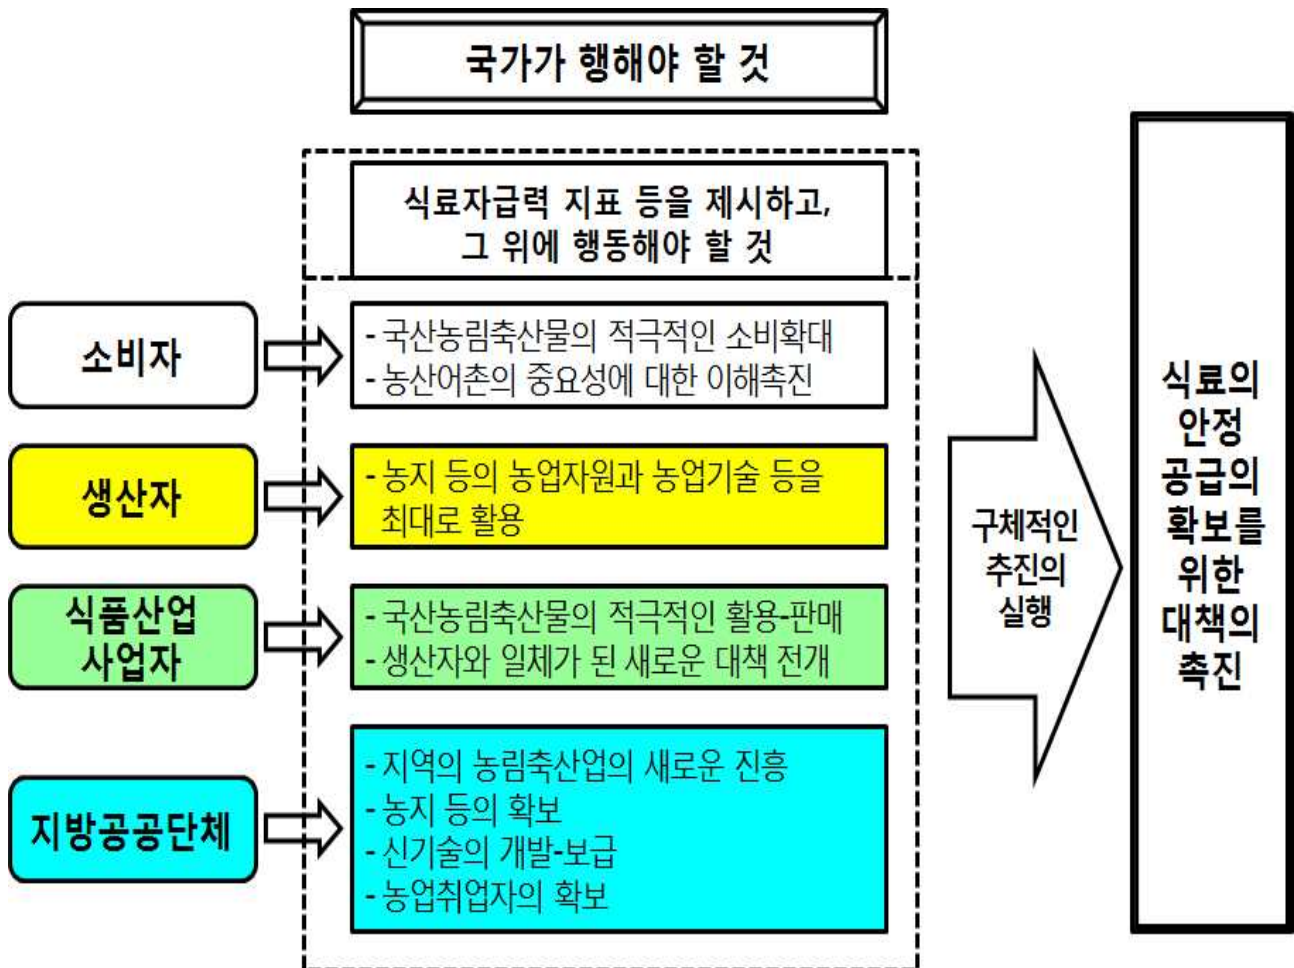 국가가 행해야 할 것
식료자급력 지표 등을 제시하고,
그 위에 행동해야 할 것
소비자
- 국산농림축산물의 적극적인 소비확대
- 농산어촌의 중요성에 대한 이해촉진
생산자
- 농지 등의 농업자원과 농업기술 등을
최대로 활용
식품산업
사업자
- 국산농림축산물의 적극적인 활용-판매
- 생산자와 일체가 된 새로운 대책 전개
지방공공단체
- 지역의 농림축산업의 새로운 진흥
- 농지 등의 확보
- 신기술의 개발-보급
- 농업취업자의 확보
구체적인
추진의
실행
식료의
안정
공급의
확보를
위한
대책의
촉진